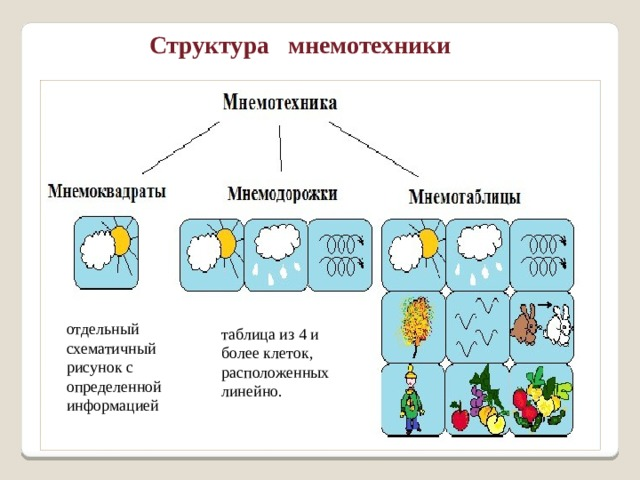 Структура мнемотехники
Мнемотехника
Мнемоквадраты
Мнемодорожки
Мнемотаблицы
отдельный
схематичный
рисунок с
определенной
информацией
таблица из 4 и
более клеток,
расположенных
линейно.